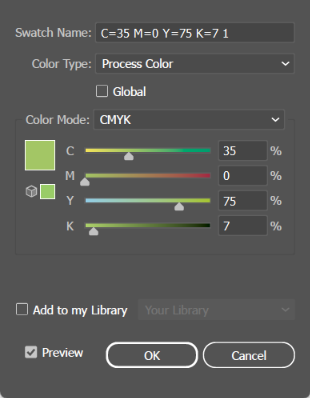 Swatch Name: C=35 M=0 Y=75 K=7 1
Color Type: Process Color
Global
Color Mode: CMYK
C 35 %
M 0 %
Y 75 %
K 7 %
Add to my Library Your Library
Preview OK Cancel